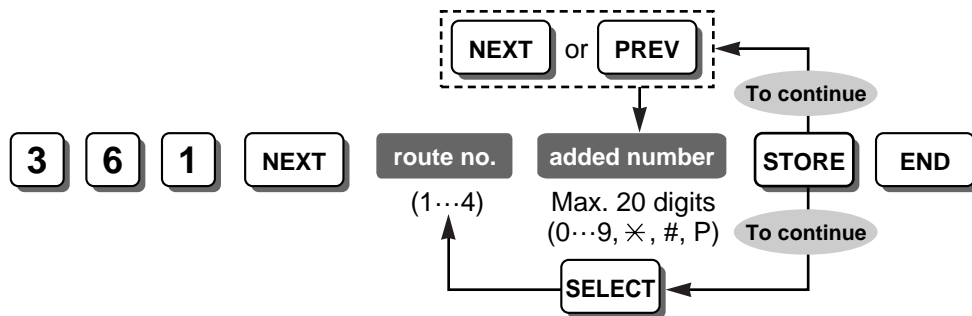 NEXT or PREV
To continue
3 6 1 NEXT route no. added number STORE END
(1···4) Max. 20 digits
(0···9, ✳, #, P) To continue
SELECT